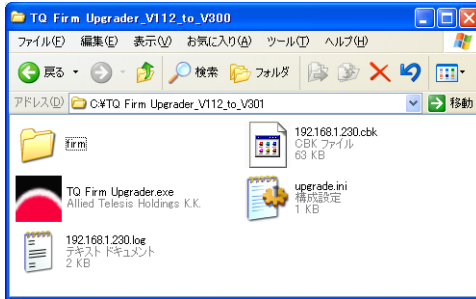 TQ Firm Upgrader_V112_to_V300
ファイル(F) 編集(E) 表示(V) お気に入り(A) ツール(T) ヘルプ(H)
戻る 検索 フォルダ
アドレス(D) C:¥TQ Firm Upgrader_V112_to_V301 移動
firm
192.168.1.230.cbk
CBK ファイル
63 KB
TQ Firm Upgrader.exe
Allied Telesis Holdings K.K.
upgrade.ini
構成設定
1 KB
192.168.1.230.log
テキスト ドキュメント
2 KB